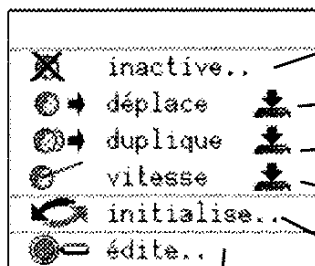 inactive..
déplace
duplique
vitesse
initialise..
édite..